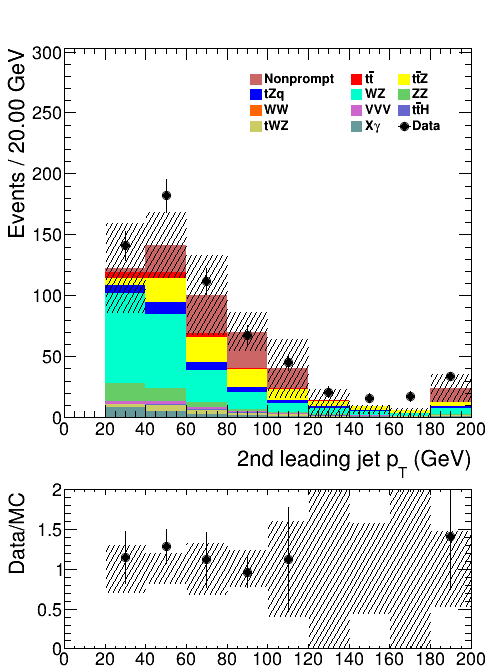 Events / 20.00 GeV
300
250
200
150
100
50
0
Nonprompt tt̄ tt̄Z
tZq WZ ZZ
WW VVV tt̄H
tWZ Xγ Data
0 20 40 60 80 100 120 140 160 180 200
2nd leading jet p_T (GeV)
Data/MC
2
1.5
1
0.5
0
0 20 40 60 80 100 120 140 160 180 200